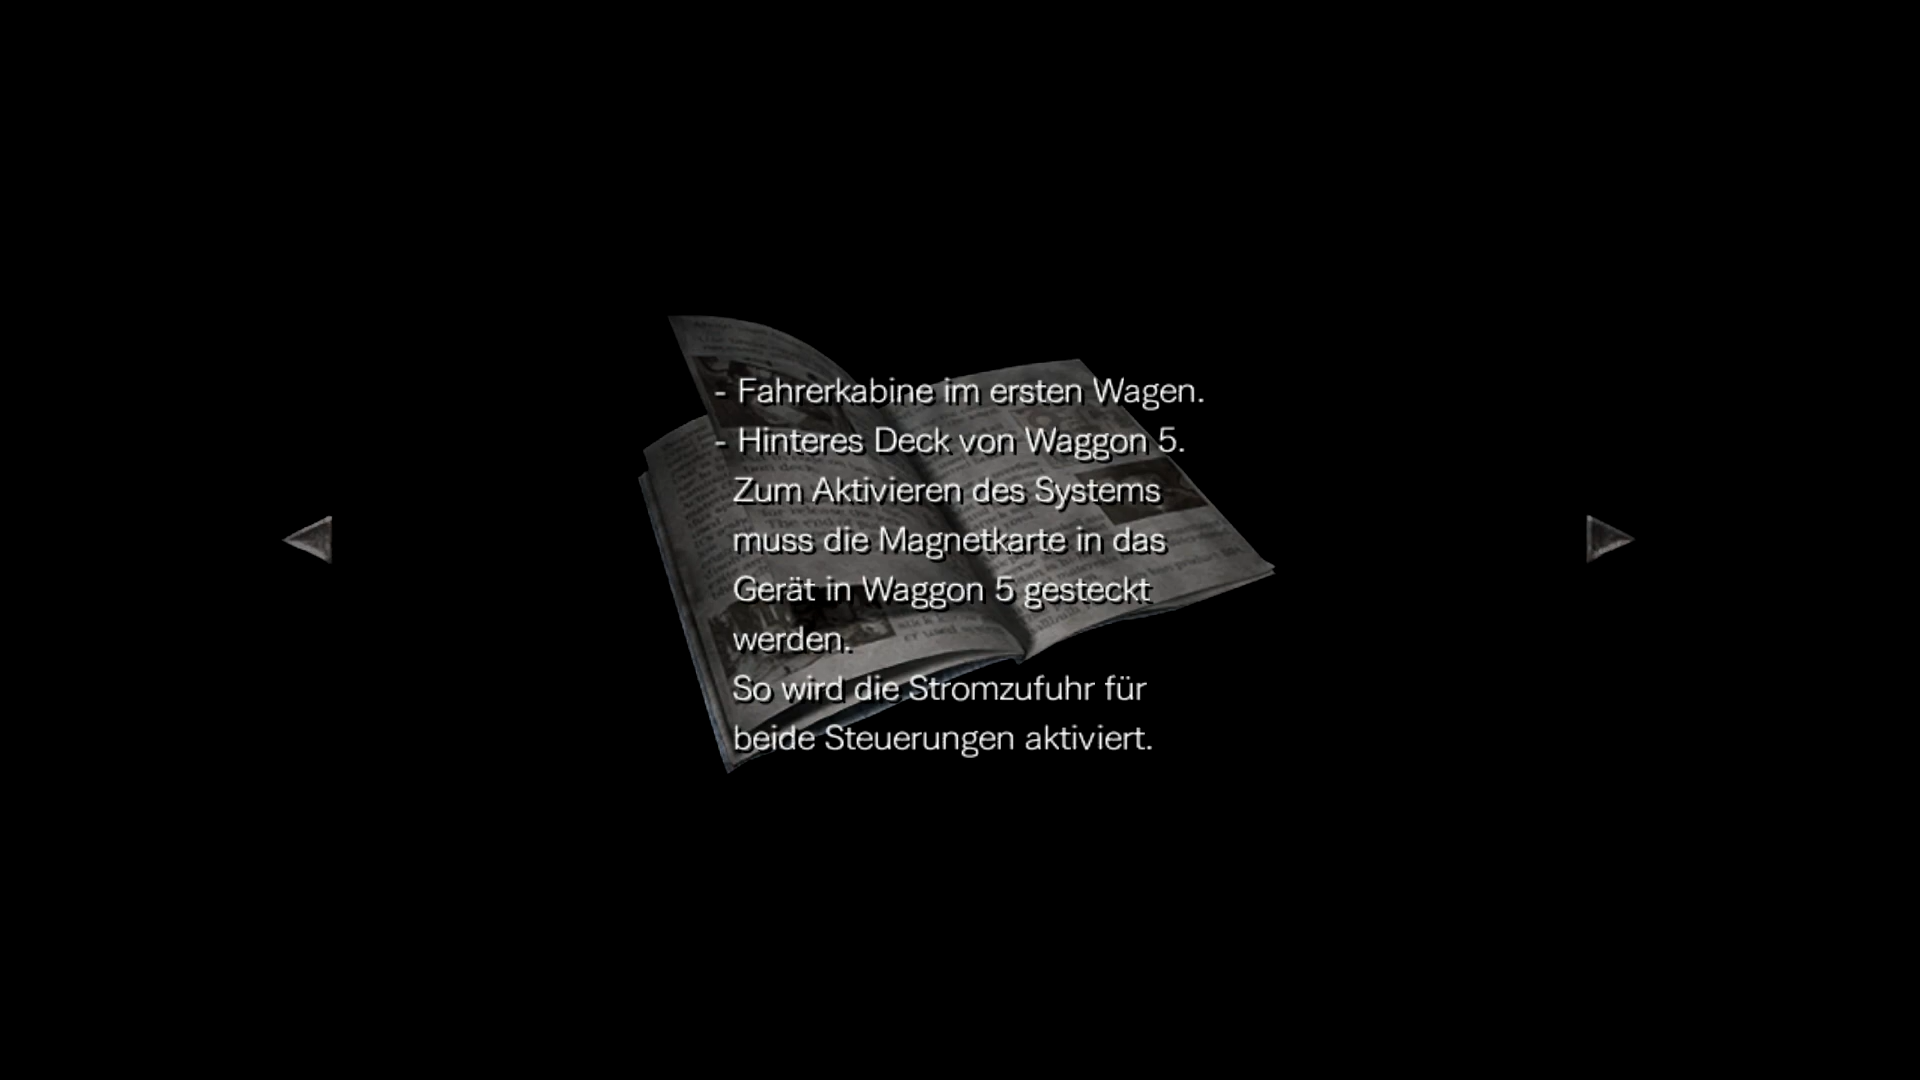 - Fahrerkabine im ersten Wagen.
- Hinteres Deck von Waggon 5.
Zum Aktivieren des Systems
muss die Magnetkarte in das
Gerät in Waggon 5 gesteckt
werden.
So wird die Stromzufuhr für
beide Steuerungen aktiviert.